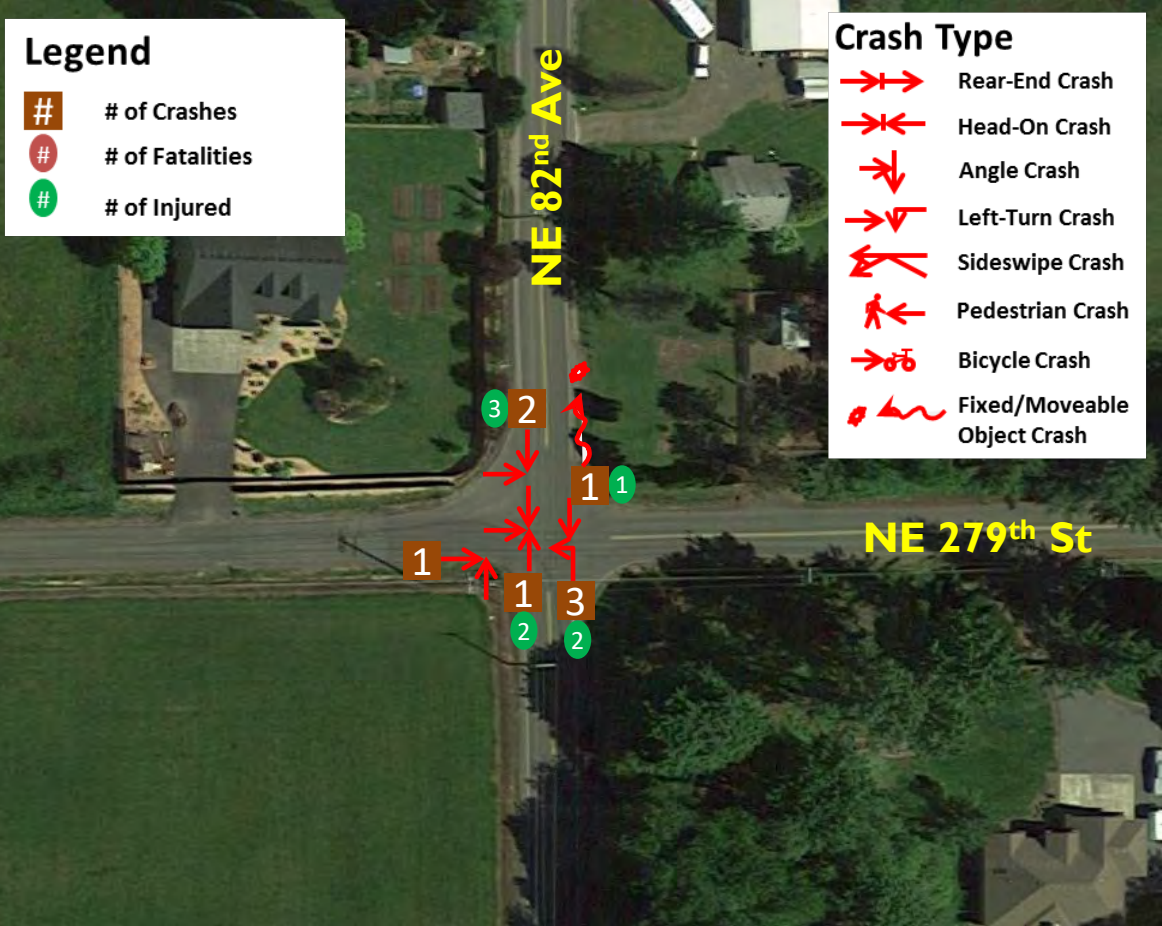 Legend
# # of Crashes
# # of Fatalities
# # of Injured
NE 82nd Ave
Crash Type
Rear-End Crash
Head-On Crash
Angle Crash
Left-Turn Crash
Sideswipe Crash
Pedestrian Crash
Bicycle Crash
Fixed/Moveable
Object Crash
3 2
1 1
NE 279th St
1
1
3
2
2